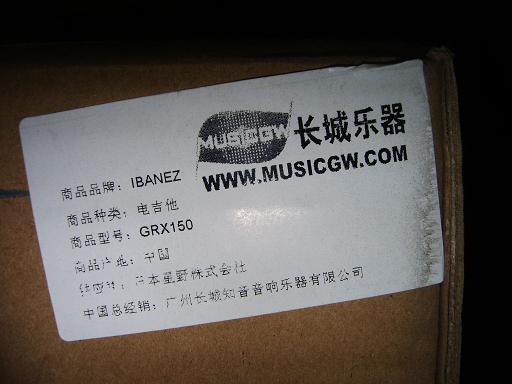 MUSICGW 长城乐器
WWW.MUSICGW.COM
商品品牌：IBANEZ
商品种类：电吉他
商品型号：GRX150
商品产地：中国
供应商：日本星野株式会社
中国总经销：广州长城知音音响乐器有限公司